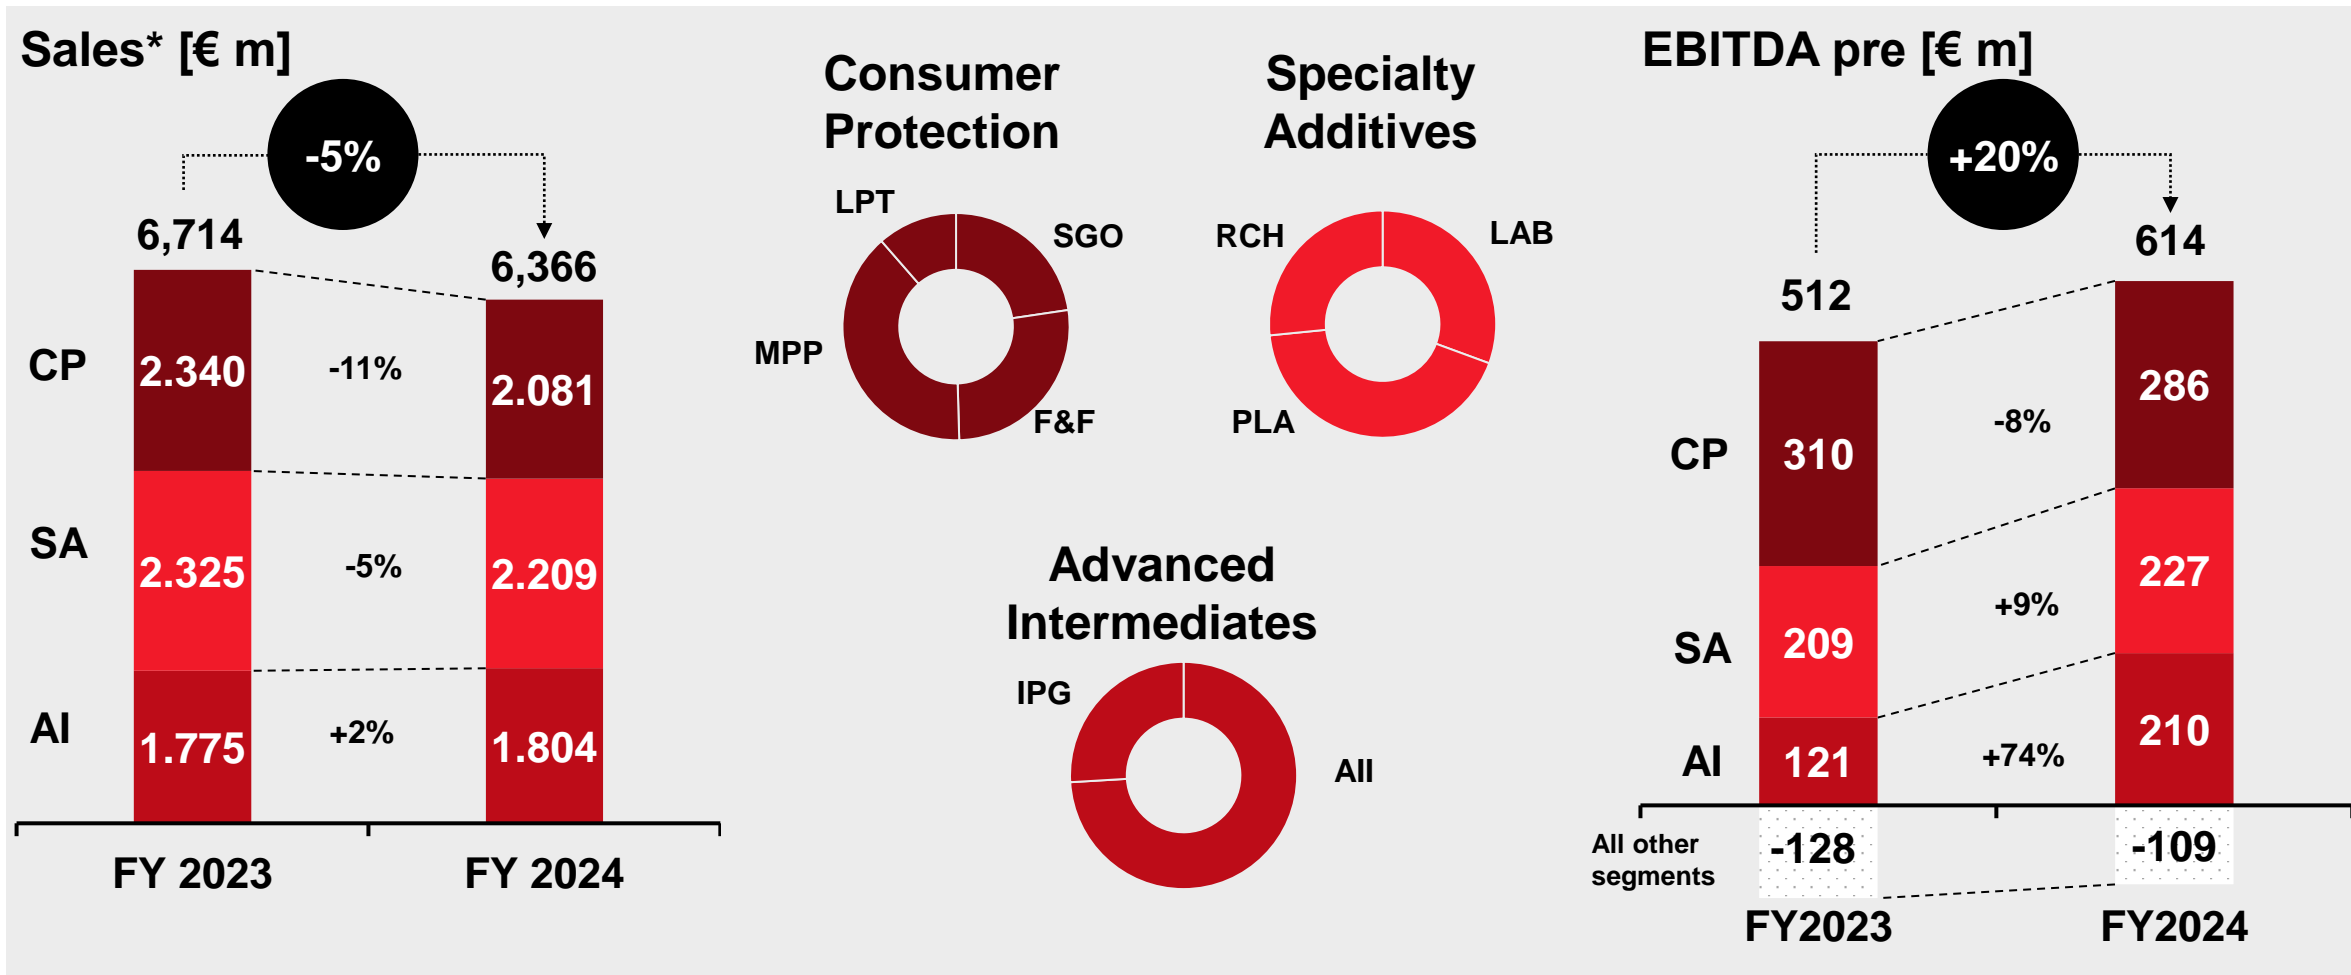 Sales* [€ m]
-5%
6,714
6,366
CP
2.340
-11%
2.081
SA
2.325
-5%
2.209
AI
1.775
+2%
1.804
FY 2023
FY 2024
Consumer
Protection
LPT
SGO
MPP
F&F
Specialty
Additives
RCH
LAB
PLA
Advanced
Intermediates
IPG
AII
EBITDA pre [€ m]
+20%
512
614
CP
310
-8%
286
SA
209
+9%
227
AI
121
+74%
210
All other
segments
-128
-109
FY2023
FY2024